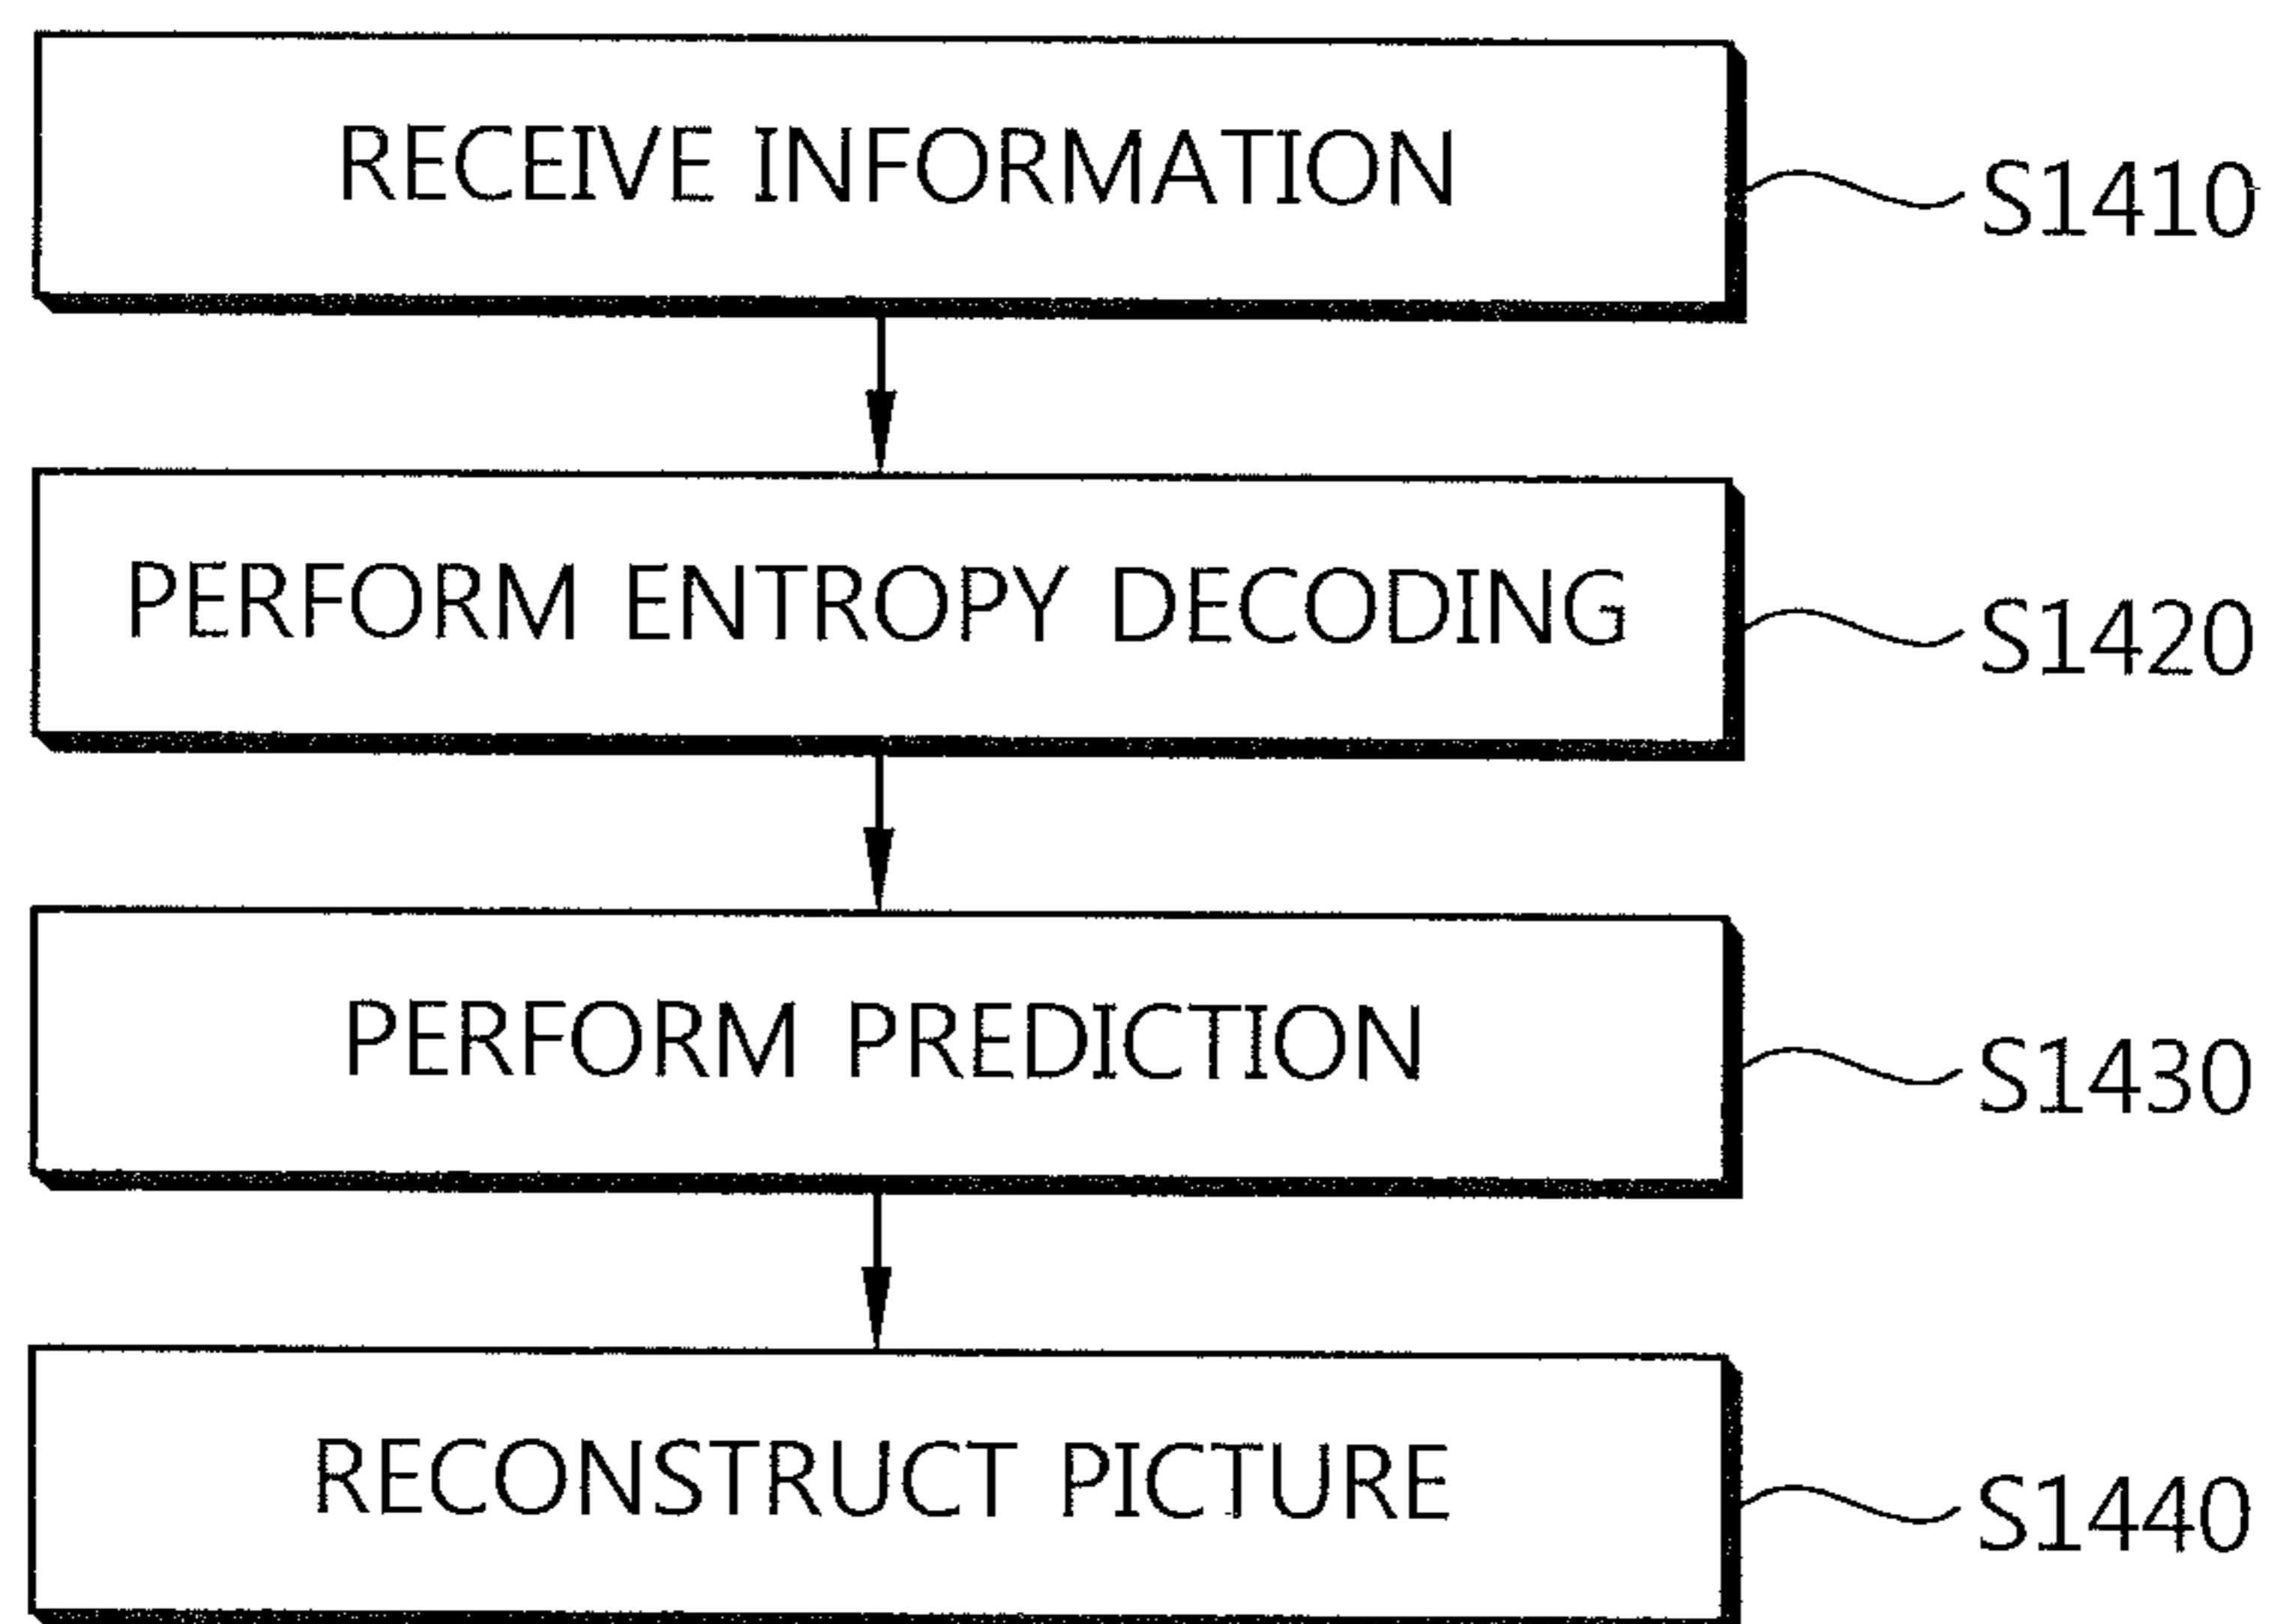 RECEIVE INFORMATION
S1410
PERFORM ENTROPY DECODING
S1420
PERFORM PREDICTION
S1430
RECONSTRUCT PICTURE
S1440